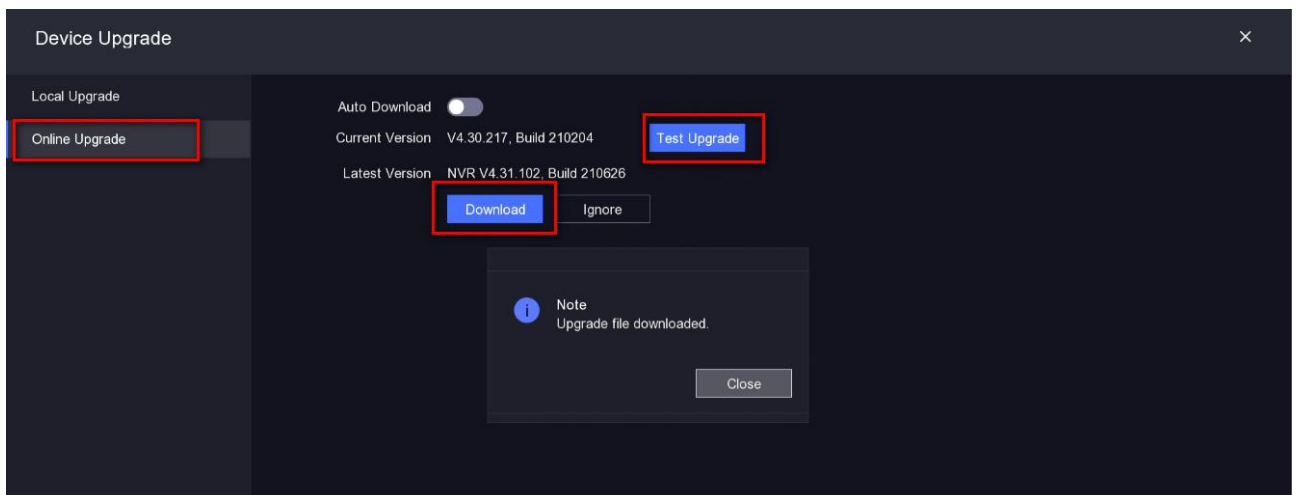 Device Upgrade
Local Upgrade
Online Upgrade
Auto Download
Current Version V4.30.217, Build 210204 Test Upgrade
Latest Version NVR V4.31.102, Build 210626
Download Ignore
Note
Upgrade file downloaded.
Close